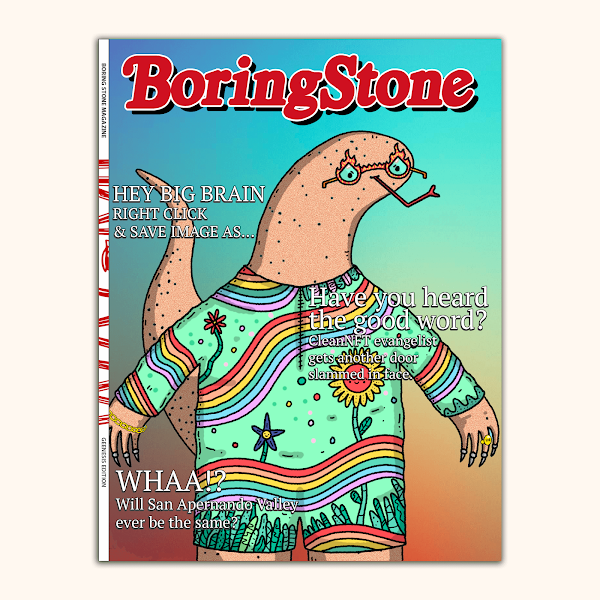 BoringStone
BORING STONE MAGAZINE
HEY BIG BRAIN
RIGHT CLICK
& SAVE IMAGE AS...
Have you heard
the good word?
CleanNFT evangelist
gets another door
slammed in face.
WHAA!?
Will San Apernando Valley
ever be the same?
GEENESIS EDITION